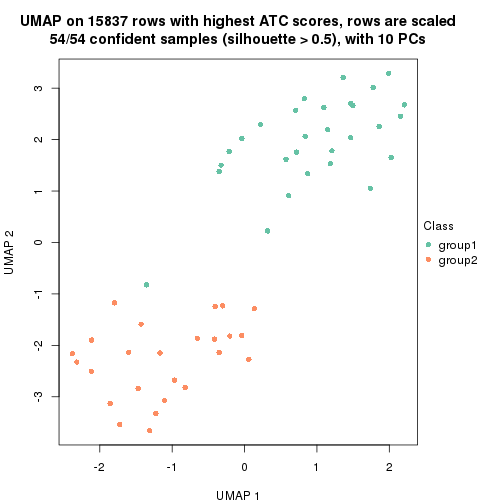 UMAP on 15837 rows with highest ATC scores, rows are scaled
54/54 confident samples (silhouette > 0.5), with 10 PCs
3
2
1
0
-1
-2
-3
UMAP 2
Class
group1
group2
-2 -1 0 1 2
UMAP 1